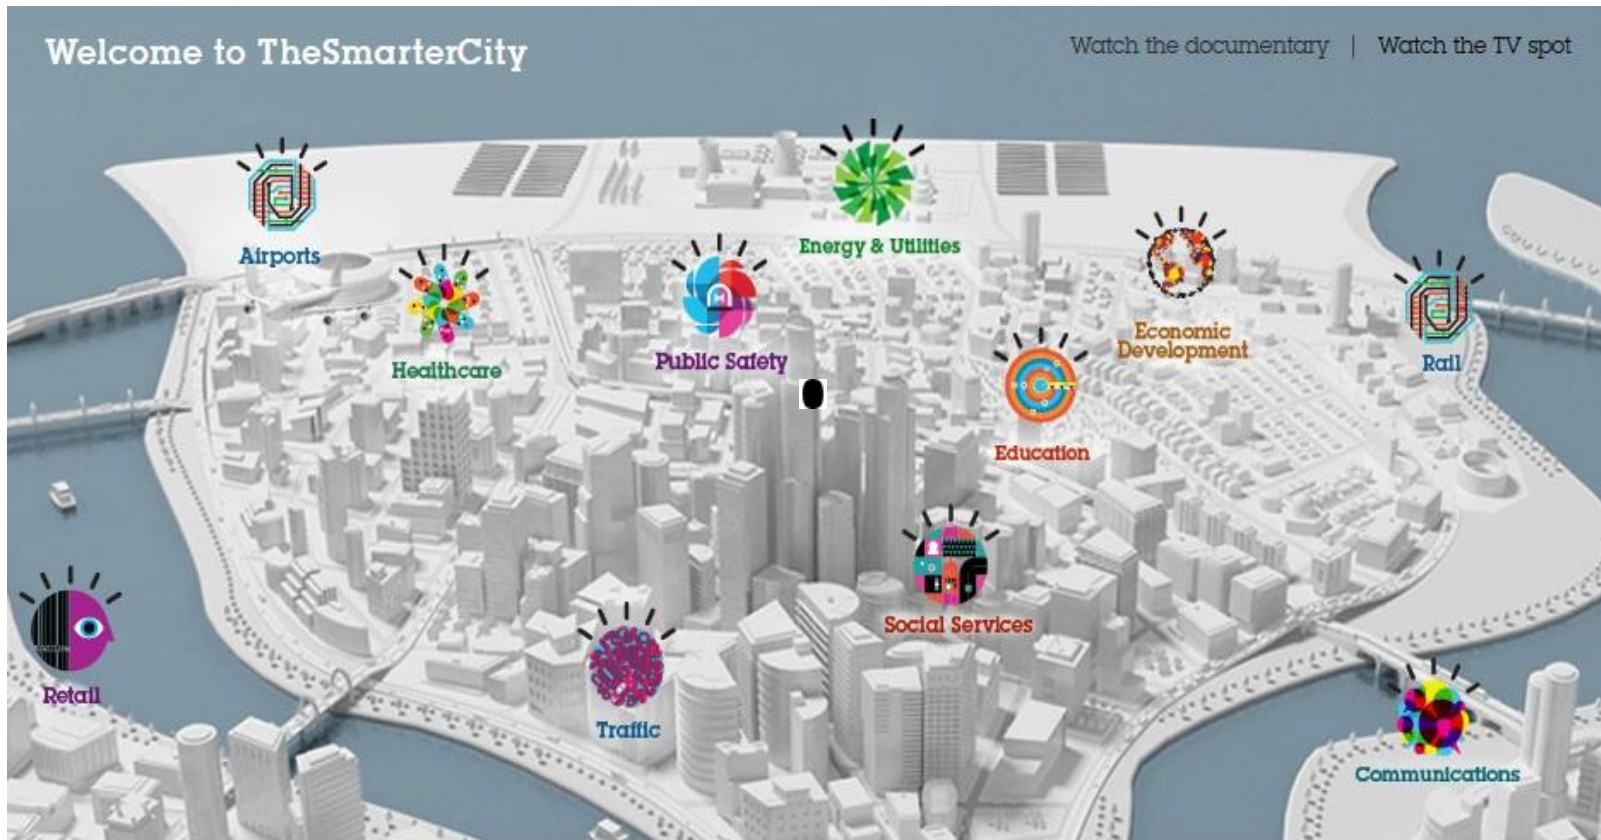 Welcome to TheSmarterCity
Watch the documentary | Watch the TV spot
Airports
Energy & Utilities
Healthcare
Public Safety
Economic
Development
Rail
Education
Social Services
Retail
Traffic
Communications